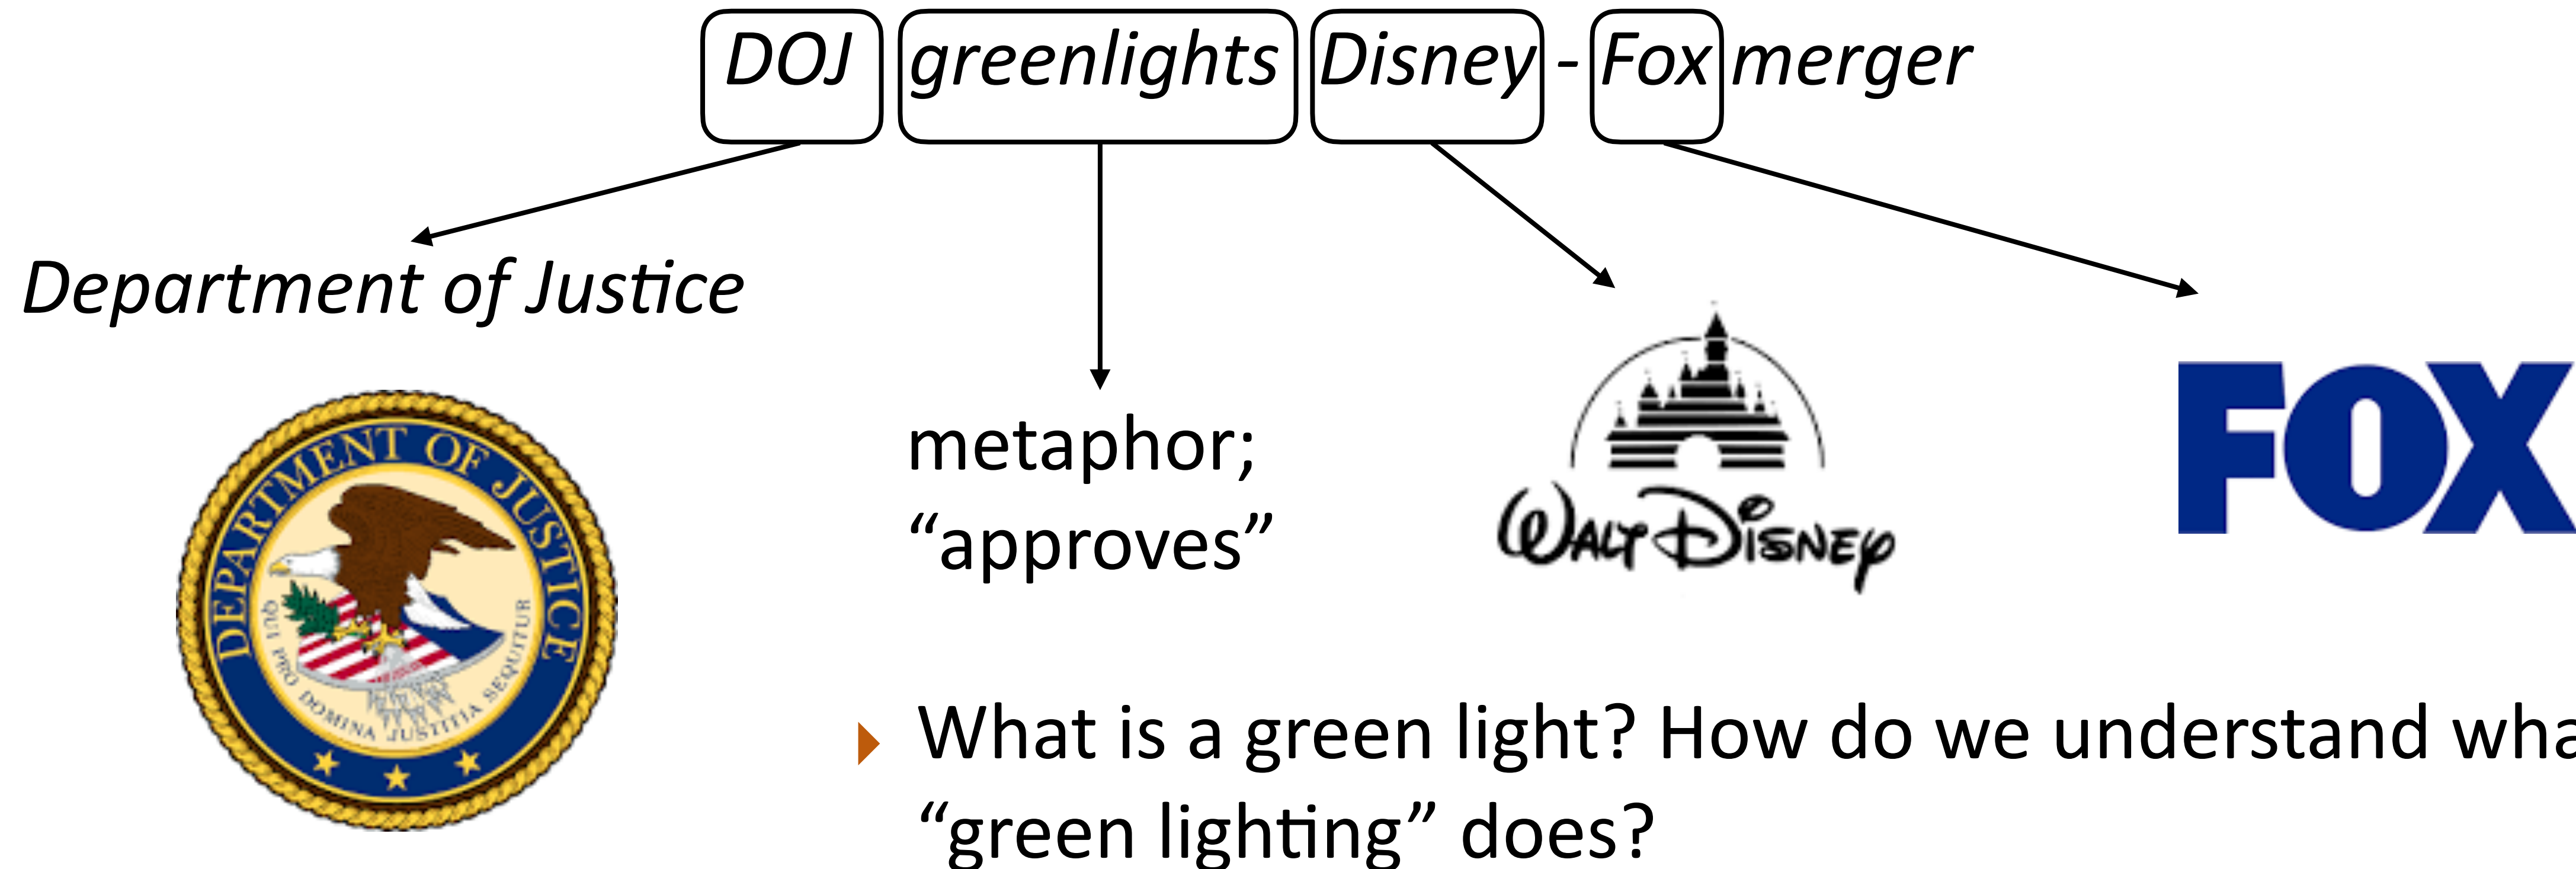 DOJ greenlights Disney - Fox merger
Department of Justice
metaphor;
“approves”
DEPARTMENT OF JUSTICE
QUI PRO DOMINA JUSTITIA SEQUITUR
WALT DISNEY
FOX
What is a green light? How do we understand wha
“green lighting” does?